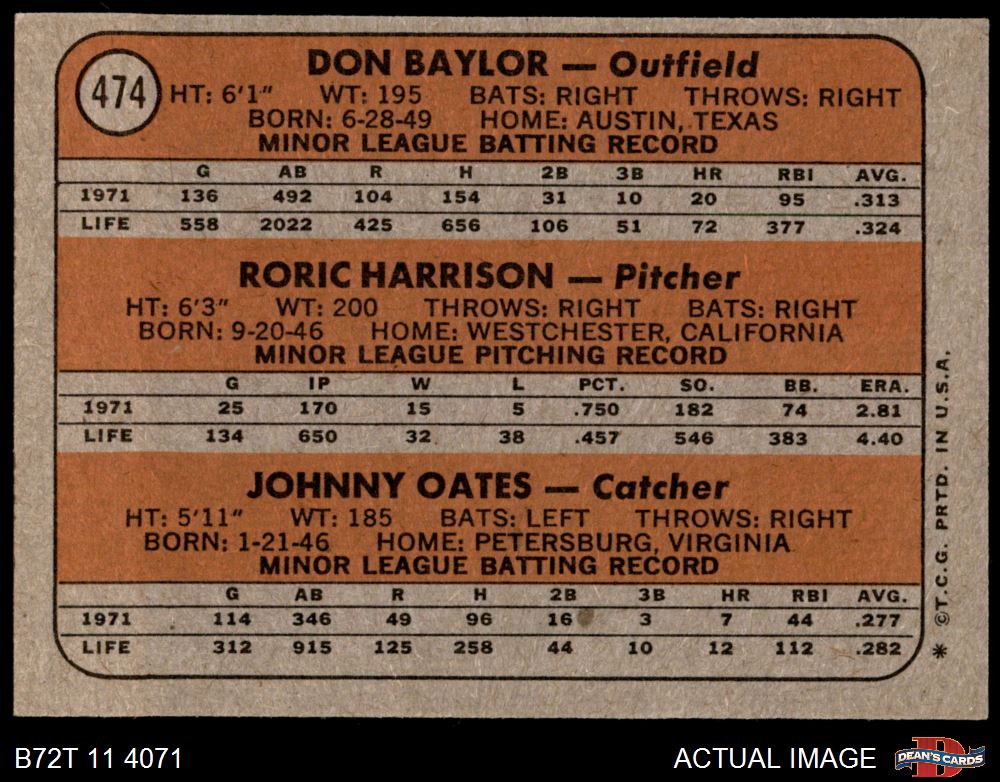 474
DON BAYLOR — Outfield
HT: 6'1" WT: 195 BATS: RIGHT THROWS: RIGHT
BORN: 6-28-49 HOME: AUSTIN, TEXAS
MINOR LEAGUE BATTING RECORD
G AB R H 2B 3B HR RBI AVG.
1971 136 492 104 154 31 10 20 95 .313
LIFE 558 2022 425 656 106 51 72 377 .324
RORIC HARRISON — Pitcher
HT: 6'3" WT: 200 THROWS: RIGHT BATS: RIGHT
BORN: 9-20-46 HOME: WESTCHESTER, CALIFORNIA
MINOR LEAGUE PITCHING RECORD
G IP W L PCT. SO. BB. ERA.
1971 25 170 15 5 .750 182 74 2.81
LIFE 134 650 32 38 .457 546 383 4.40
JOHNNY OATES — Catcher
HT: 5'11" WT: 185 BATS: LEFT THROWS: RIGHT
BORN: 1-21-46 HOME: PETERSBURG, VIRGINIA
MINOR LEAGUE BATTING RECORD
G AB R H 2B 3B HR RBI AVG.
1971 114 346 49 96 16 3 7 44 .277
LIFE 312 915 125 258 44 10 12 112 .282
* ©T.C.G. PRTD. IN U.S.A.
B72T 11 4071
ACTUAL IMAGE
D
DEAN'S CARDS